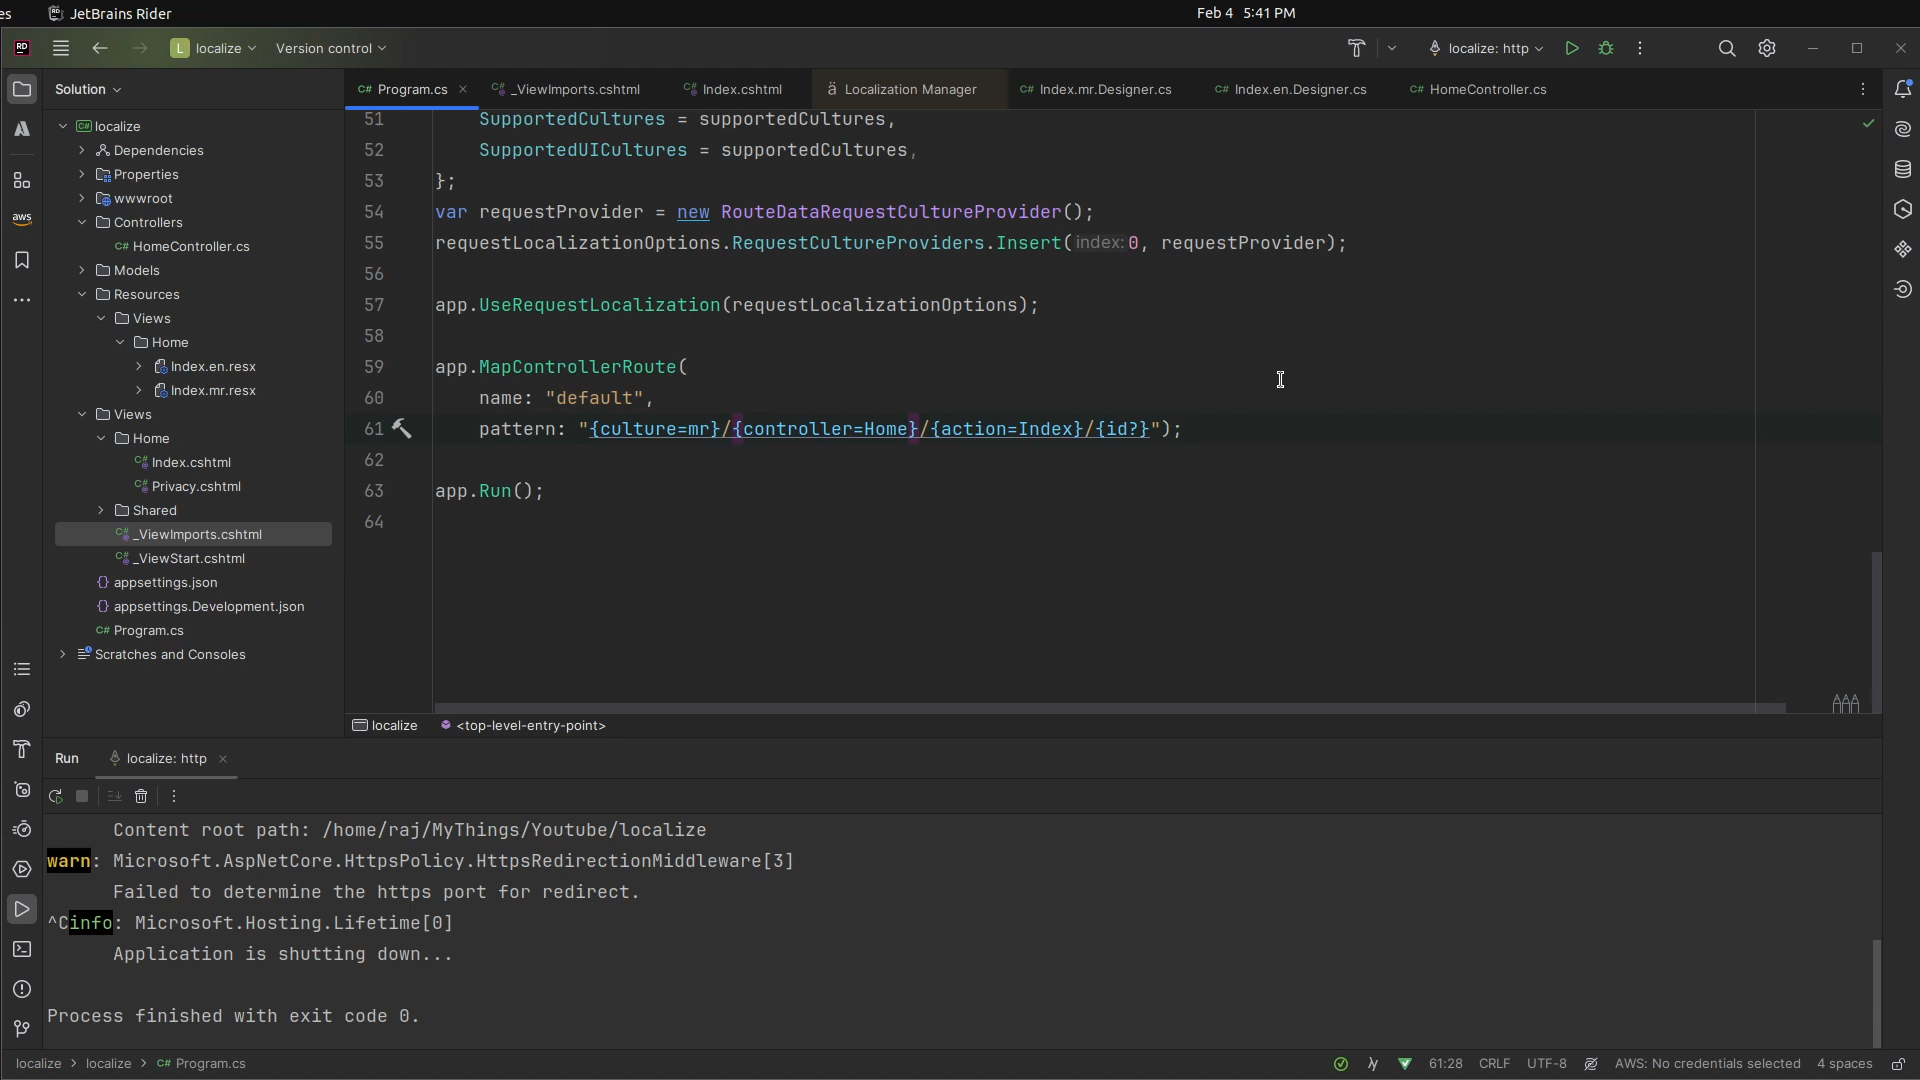 es JetBrains Rider Feb 4 5:41 PM
RD L localize Version control localize: http
Solution
C# Program.cs C# _ViewImports.cshtml C# Index.cshtml ä Localization Manager C# Index.mr.Designer.cs C# Index.en.Designer.cs C# HomeController.cs
C# localize
Dependencies
Properties
wwwroot
Controllers
C# HomeController.cs
Models
Resources
Views
Home
Index.en.resx
Index.mr.resx
Views
Home
C# Index.cshtml
C# Privacy.cshtml
Shared
C# _ViewImports.cshtml
C# _ViewStart.cshtml
{} appsettings.json
{} appsettings.Development.json
C# Program.cs
Scratches and Consoles
aws
51 SupportedCultures = supportedCultures,
52 SupportedUICultures = supportedCultures,
53 };
54 var requestProvider = new RouteDataRequestCultureProvider();
55 requestLocalizationOptions.RequestCultureProviders.Insert(index: 0, requestProvider);
56
57 app.UseRequestLocalization(requestLocalizationOptions);
58
59 app.MapControllerRoute(
60 name: "default",
61 pattern: "{culture=mr}/{controller=Home}/{action=Index}/{id?}");
62
63 app.Run();
64
localize <top-level-entry-point>
Run localize: http
Content root path: /home/raj/MyThings/Youtube/localize
warn: Microsoft.AspNetCore.HttpsPolicy.HttpsRedirectionMiddleware[3]
Failed to determine the https port for redirect.
^Cinfo: Microsoft.Hosting.Lifetime[0]
Application is shutting down...
Process finished with exit code 0.
localize > localize > C# Program.cs 61:28 CRLF UTF-8 AWS: No credentials selected 4 spaces